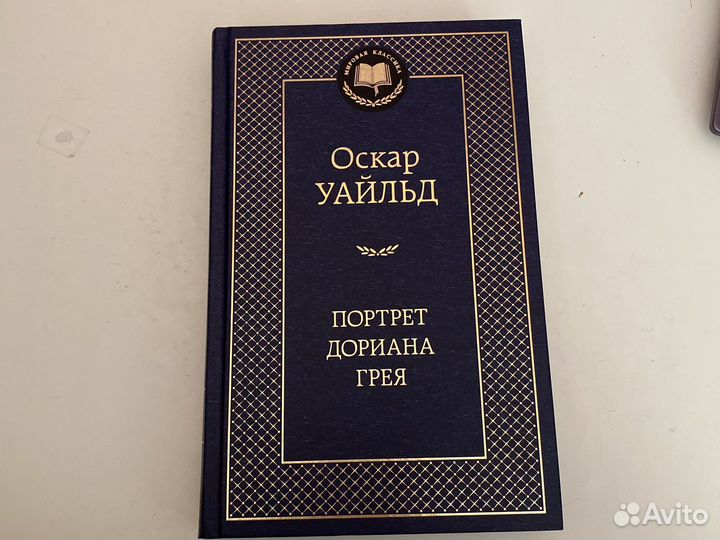 МИРОВАЯ КЛАССИКА
Оскар
УАЙЛЬД
ПОРТРЕТ
ДОРИАНА
ГРЕЯ
Avito